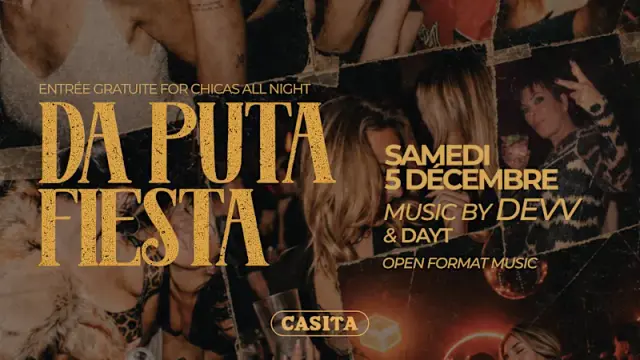 ENTRÉE GRATUITE FOR CHICAS ALL NIGHT
DA PUTA
FIESTA
SAMEDI
5 DÉCEMBRE
MUSIC BY DEVV
& DAYT
OPEN FORMAT MUSIC
CASITA